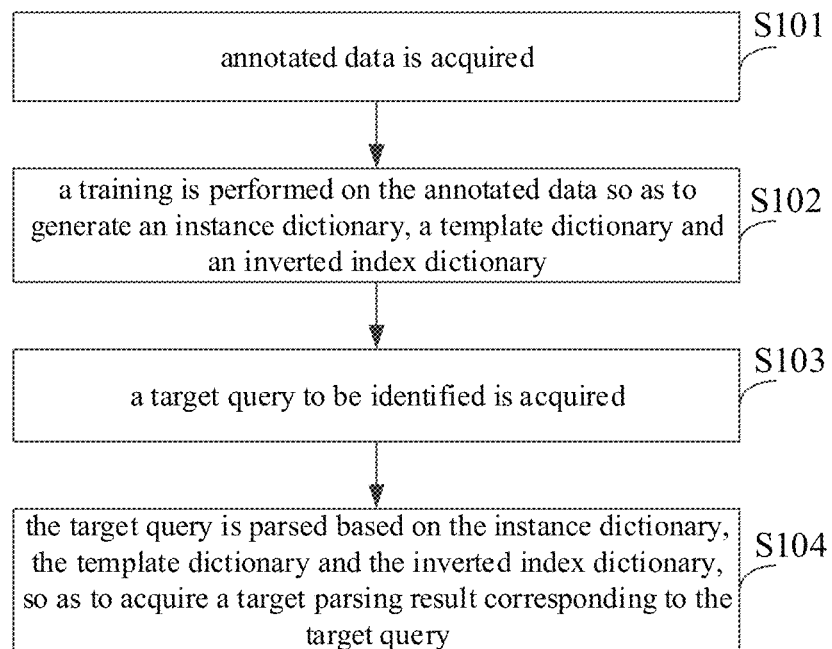 S101
annotated data is acquired
a training is performed on the annotated data so as to
generate an instance dictionary, a template dictionary and
an inverted index dictionary
S102
S103
a target query to be identified is acquired
the target query is parsed based on the instance dictionary,
the template dictionary and the inverted index dictionary,
so as to acquire a target parsing result corresponding to the
target query
S104